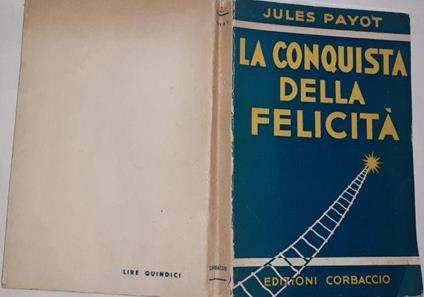 JULES PAYOT
LA CONQUISTA
DELLA
FELICITÀ
EDIZIONI CORBACCIO
CORBACCIO
LIRE QUINDICI